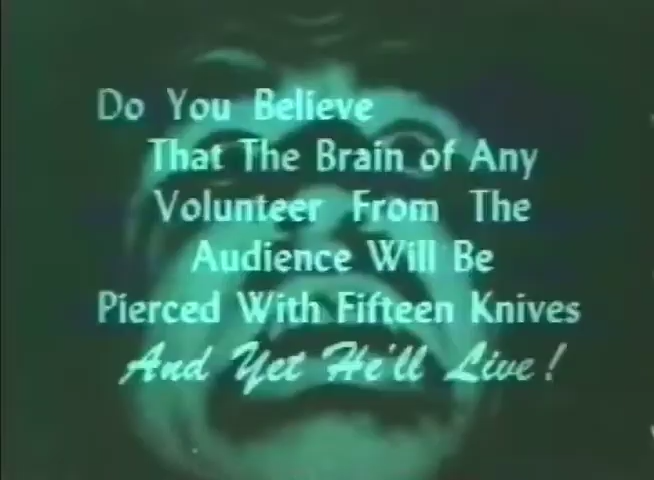 Do You Believe
That The Brain of Any
Volunteer From The
Audience Will Be
Pierced With Fifteen Knives
And Yet He'll Live!